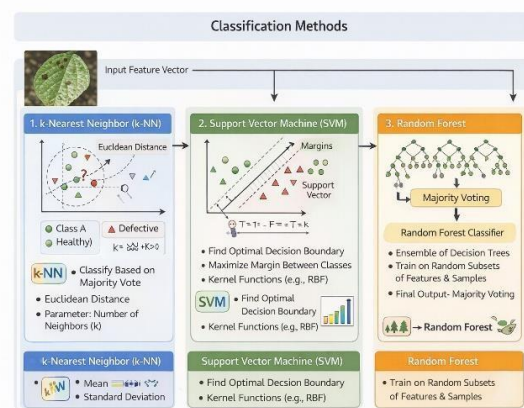 Classification Methods
Input Feature Vector
1. k-Nearest Neighbor (k-NN)
Euclidean Distance
?
Class A
Healthy)
Defective
k-NN
• Classify Based on
Majority Vote
• Euclidean Distance
• Parameter: Number of
Neighbors (k)
2. Support Vector Machine (SVM)
Margins
Support
Vector
• Find Optimal Decision Boundary
• Maximize Margin Between Classes
• Kernel Functions (e.g., RBF)
SVM
• Find Optimal
Decision Boundary
• Kernel Functions (e.g., RBF)
3. Random Forest
Majority Voting
Random Forest Classifier
• Ensemble of Decision Trees
• Train on Random Subsets
of Features & Samples
• Final Output- Majority Voting
→ Random Forest
k-Nearest Neighbor (k-NN)
• Mean
• Standard Deviation
Support Vector Machine (SVM)
• Find Optimal Decsion Boundary
• Kernel Functions (e.g., RBF)
Random Forest
• Train on Random Subsets
of Features & Samples